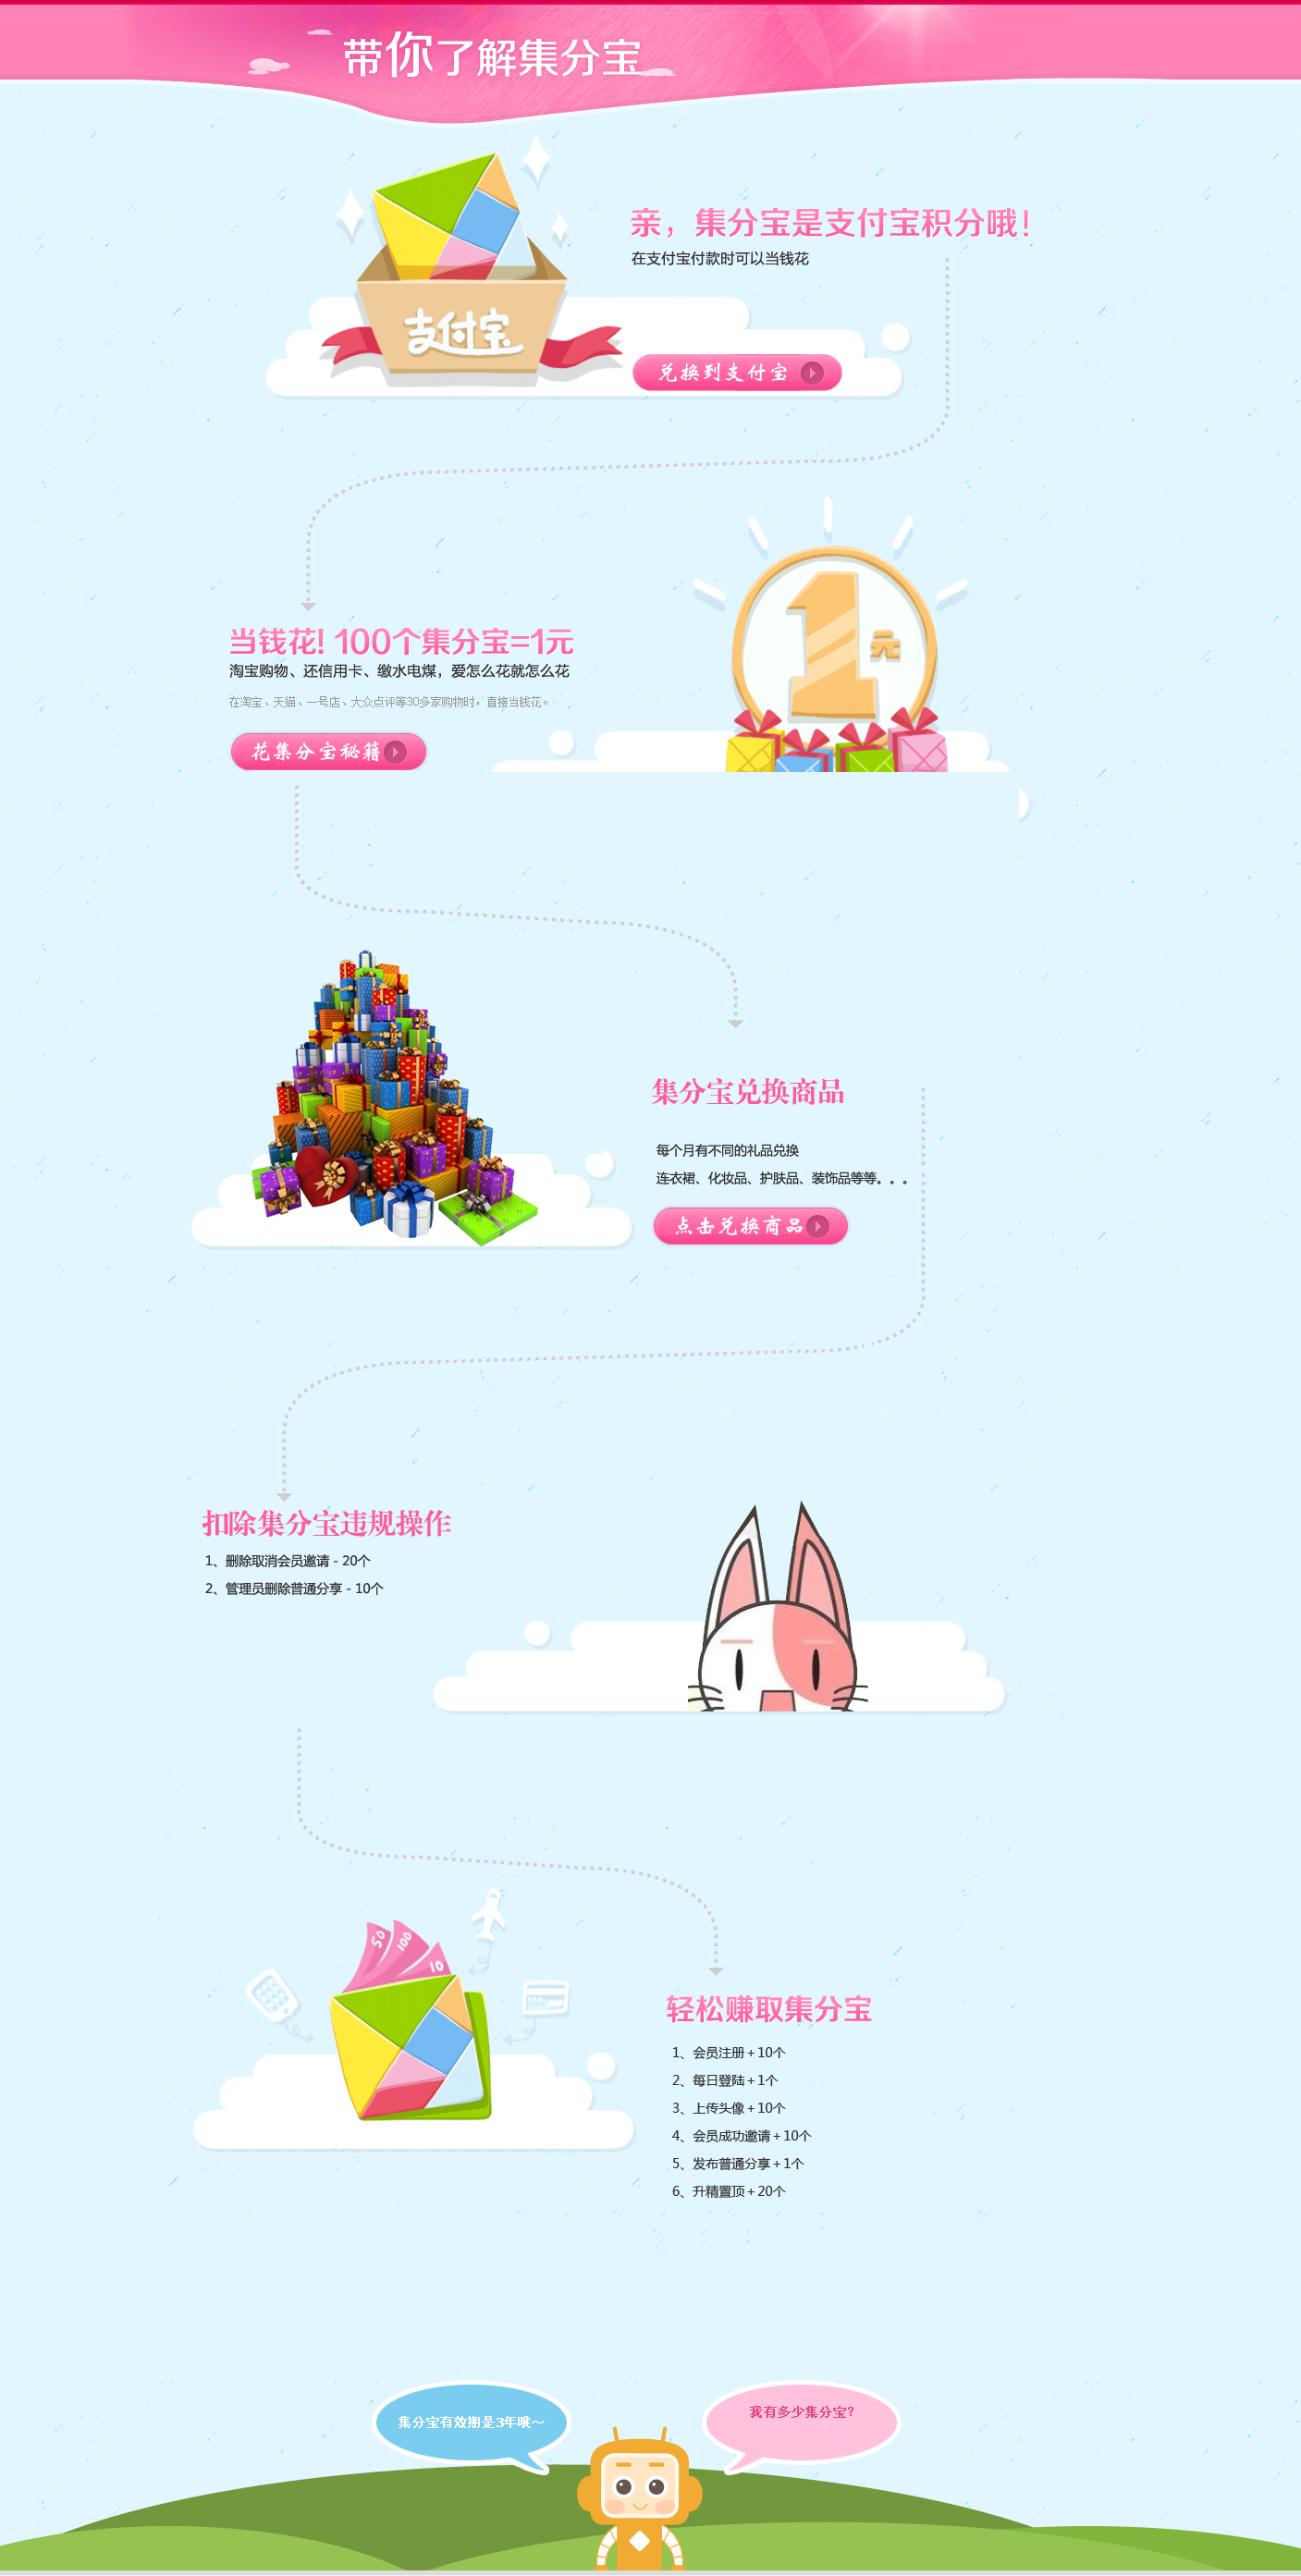 带你了解集分宝
亲，集分宝是支付宝积分哦！
在支付宝付款时可以当钱花
支付宝
兑换到支付宝
1元
当钱花! 100个集分宝=1元
淘宝购物、还信用卡、缴水电煤，爱怎么花就怎么花
在淘宝、天猫、一号店、大众点评等30多家购物时，直接当钱花。
花集分宝秘籍
集分宝兑换商品
每个月有不同的礼品兑换
连衣裙、化妆品、护肤品、装饰品等等。。。
点击兑换商品
扣除集分宝违规操作
1、删除取消会员邀请 - 20个
2、管理员删除普通分享 - 10个
50 100 10
轻松赚取集分宝
1、会员注册＋10个
2、每日登陆＋1个
3、上传头像＋10个
4、会员成功邀请＋10个
5、发布普通分享＋1个
6、升精置顶＋20个
集分宝有效期是3年哦～
我有多少集分宝？